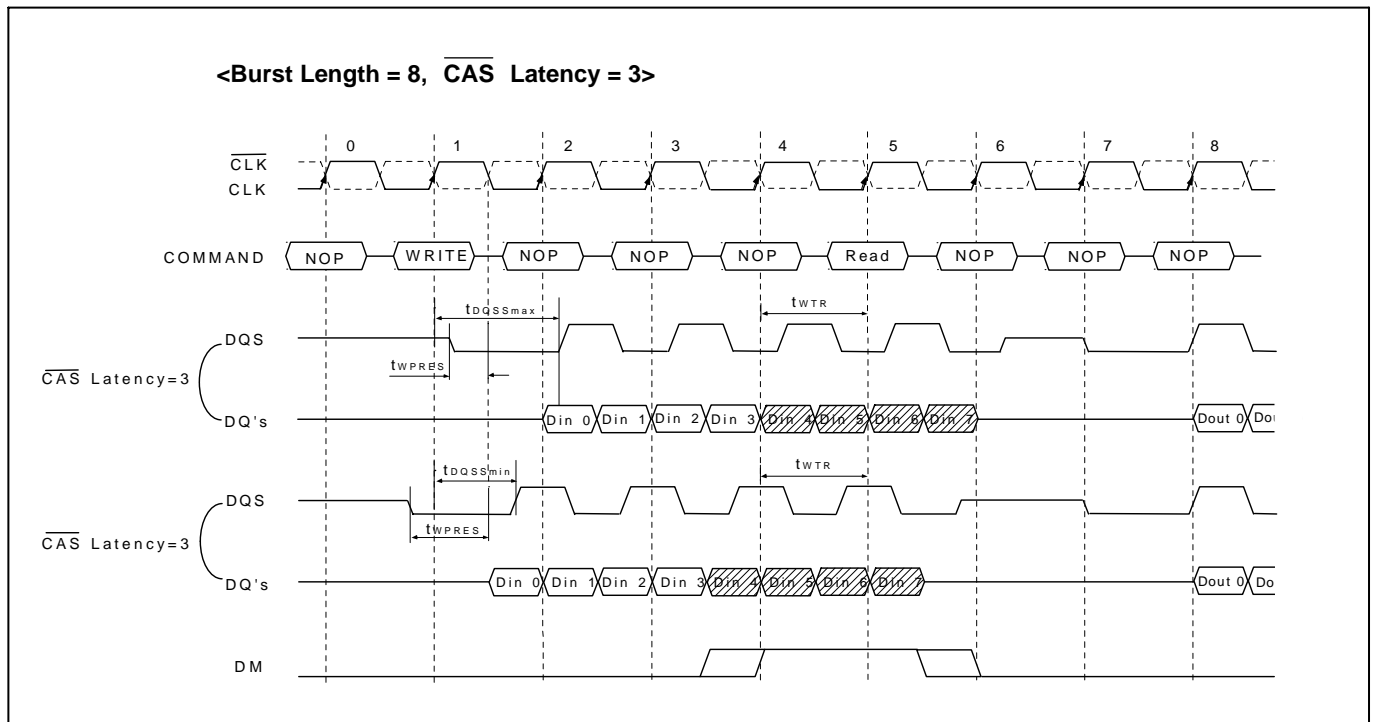 <Burst Length = 8, CAS Latency = 3>
0 1 2 3 4 5 6 7 8
CLK
CLK
COMMAND NOP WRITE NOP NOP NOP Read NOP NOP NOP
tDQSSmax tWTR
DQS
tWPRES
CAS Latency=3
DQ's Din 0 Din 1 Din 2 Din 3 Din 4 Din 5 Din 6 Din 7 Dout 0 Dou
tDQSSmin tWTR
DQS
tWPRES
CAS Latency=3
DQ's Din 0 Din 1 Din 2 Din 3 Din 4 Din 5 Din 6 Din 7 Dout 0 Do
DM